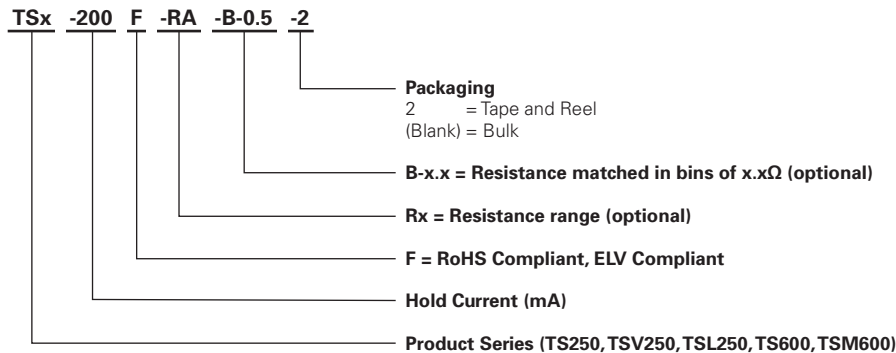 TSx -200 F -RA -B-0.5 -2
Packaging
2 = Tape and Reel
(Blank) = Bulk
B-x.x = Resistance matched in bins of x.xΩ (optional)
Rx = Resistance range (optional)
F = RoHS Compliant, ELV Compliant
Hold Current (mA)
Product Series (TS250, TSV250, TSL250, TS600, TSM600)